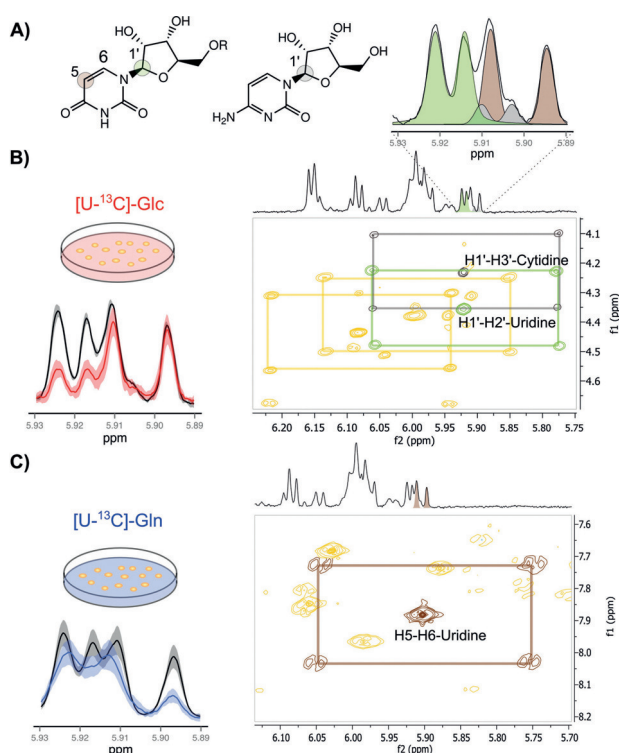 A)
HO OH HO OH
6 1' OR 1' OH
5 N O N O
O N H O H₂N N O
5.93 5.92 5.91 5.90 5.89
ppm
B)
[U-¹³C]-Glc
5.93 5.92 5.91 5.90 5.89
ppm
H1'-H3'-Cytidine
H1'-H2'-Uridine
4.1
4.2
4.3
4.4
4.5
4.6
f1 (ppm)
6.20 6.15 6.10 6.05 6.00 5.95 5.90 5.85 5.80 5.75
f2 (ppm)
C)
[U-¹³C]-Gln
5.93 5.92 5.91 5.90 5.89
ppm
H5-H6-Uridine
7.6
7.7
7.8
7.9
8.0
8.1
8.2
f1 (ppm)
6.10 6.05 6.00 5.95 5.90 5.85 5.80 5.75 5.70
f2 (ppm)